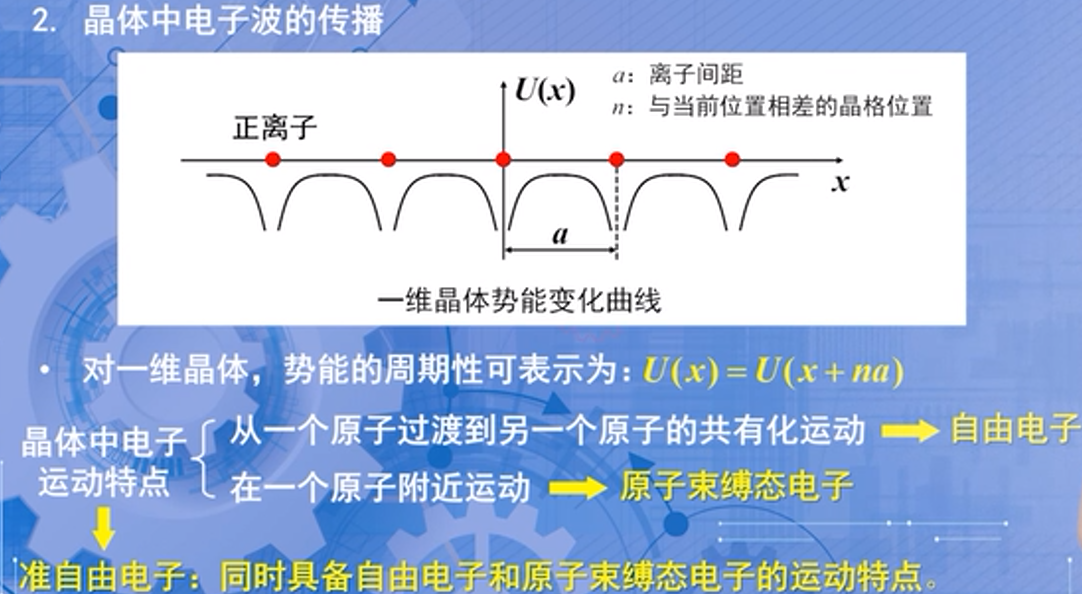 2. 晶体中电子波的传播
U(x)
a：离子间距
n：与当前位置相差的晶格位置
正离子
x
a
一维晶体势能变化曲线
• 对一维晶体，势能的周期性可表示为：U(x) = U(x + na)
从一个原子过渡到另一个原子的共有化运动 自由电子
晶体中电子
运动特点
在一个原子附近运动 原子束缚态电子
准自由电子：同时具备自由电子和原子束缚态电子的运动特点。